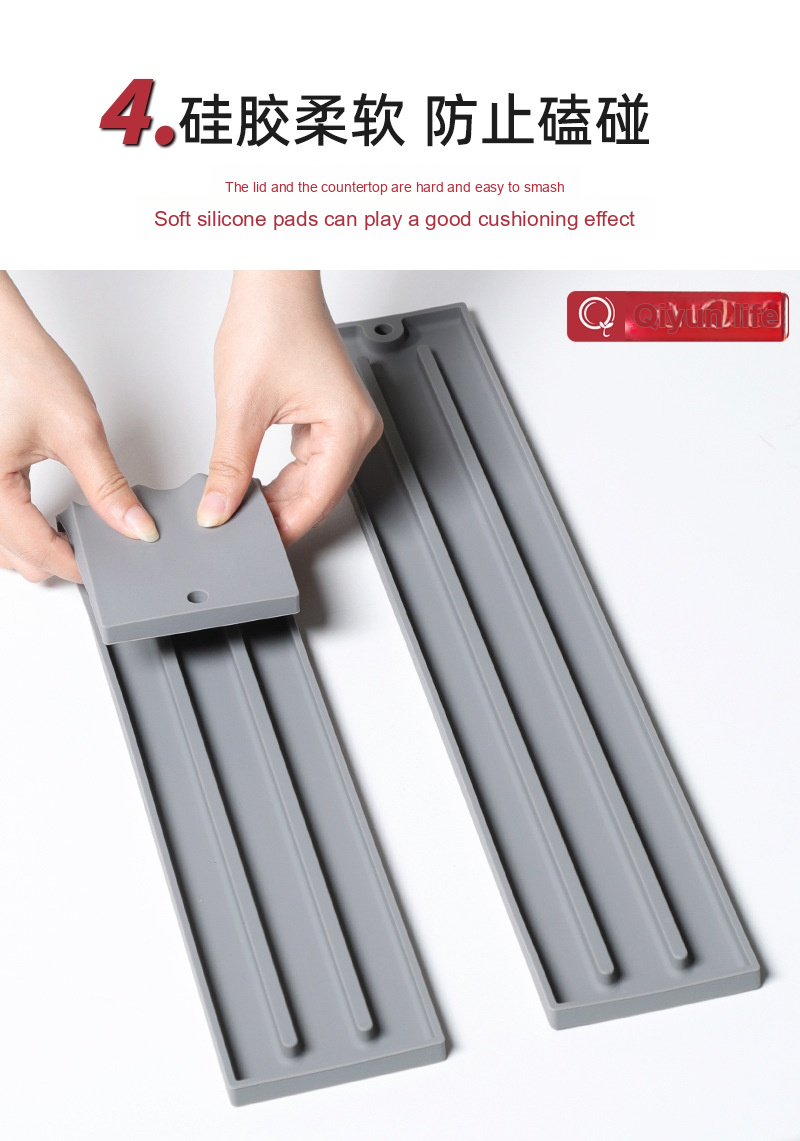 4.硅胶柔软 防止磕碰
The lid and the countertop are hard and easy to smash
Soft silicone pads can play a good cushioning effect
Qiyun life